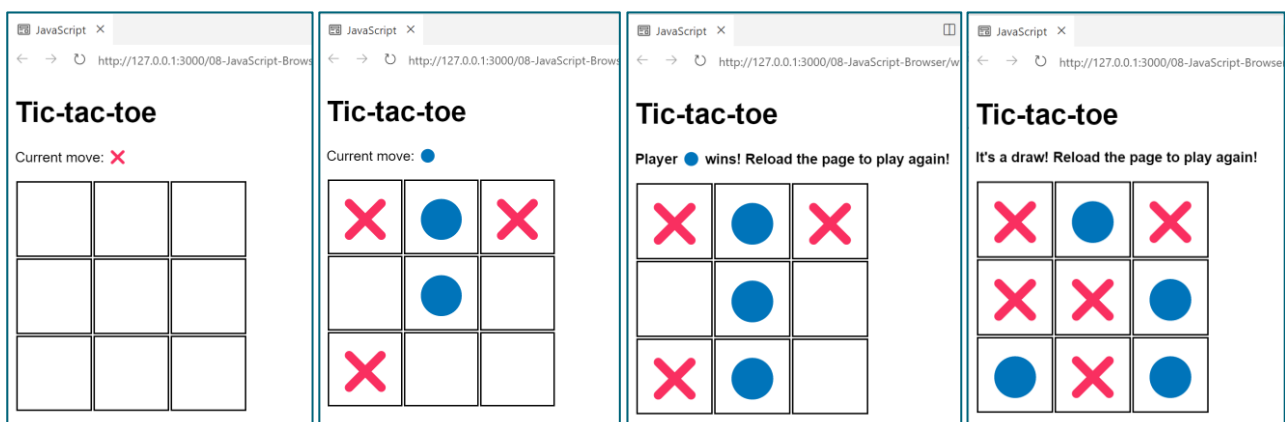 JavaScript
http://127.0.0.1:3000/08-JavaScript-Brows
Tic-tac-toe
Current move: ❌
JavaScript
http://127.0.0.1:3000/08-JavaScript-Brows
Tic-tac-toe
Current move: 🔵
JavaScript
http://127.0.0.1:3000/08-JavaScript-Browser/w
Tic-tac-toe
Player 🔵 wins! Reload the page to play again!
JavaScript
http://127.0.0.1:3000/08-JavaScript-Browser
Tic-tac-toe
It's a draw! Reload the page to play again!